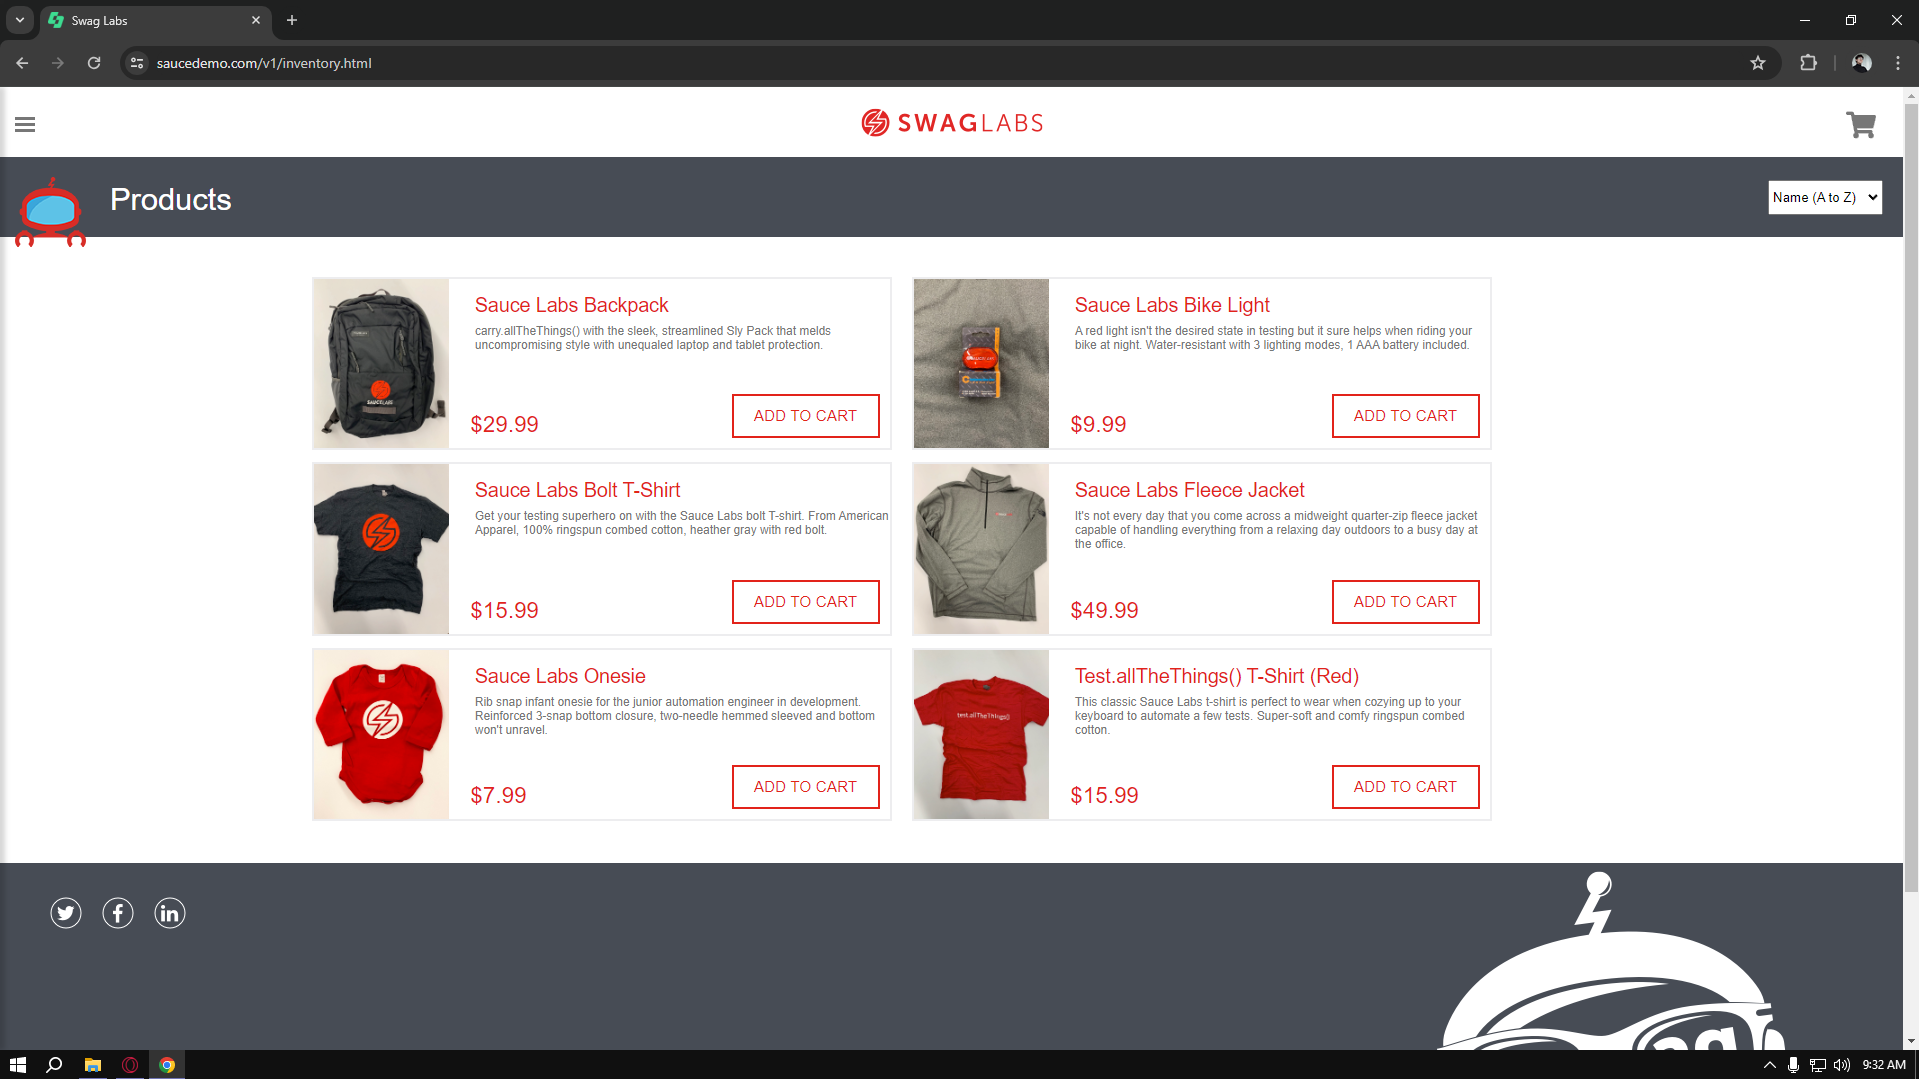 Swag Labs
saucedemo.com/v1/inventory.html
SWAGLABS
Products
Name (A to Z)
Sauce Labs Backpack
carry.allTheThings() with the sleek, streamlined Sly Pack that melds
uncompromising style with unequaled laptop and tablet protection.
$29.99
ADD TO CART
SAUCELABS
Sauce Labs Bike Light
A red light isn't the desired state in testing but it sure helps when riding your
bike at night. Water-resistant with 3 lighting modes, 1 AAA battery included.
$9.99
ADD TO CART
Sauce Labs Bolt T-Shirt
Get your testing superhero on with the Sauce Labs bolt T-shirt. From American
Apparel, 100% ringspun combed cotton, heather gray with red bolt.
$15.99
ADD TO CART
Sauce Labs Fleece Jacket
It's not every day that you come across a midweight quarter-zip fleece jacket
capable of handling everything from a relaxing day outdoors to a busy day at
the office.
$49.99
ADD TO CART
Sauce Labs Onesie
Rib snap infant onesie for the junior automation engineer in development.
Reinforced 3-snap bottom closure, two-needle hemmed sleeved and bottom
won't unravel.
$7.99
ADD TO CART
test.allTheThings()
Test.allTheThings() T-Shirt (Red)
This classic Sauce Labs t-shirt is perfect to wear when cozying up to your
keyboard to automate a few tests. Super-soft and comfy ringspun combed
cotton.
$15.99
ADD TO CART
9:32 AM